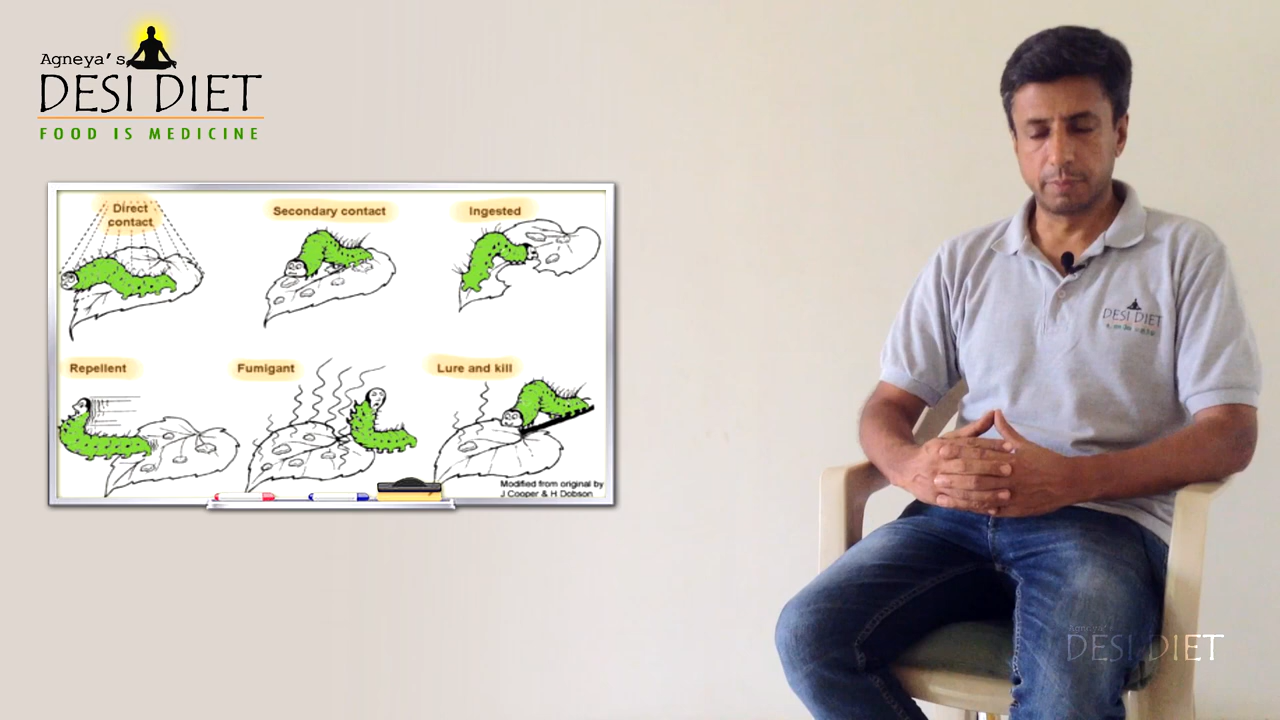 Agneya's
DESI DIET
FOOD IS MEDICINE
Direct
contact
Secondary contact
Ingested
Repellent
Fumigant
Lure and kill
Modified from original by
J Cooper & H Dobson
DESI DIET
Agneya's
DESI DIET